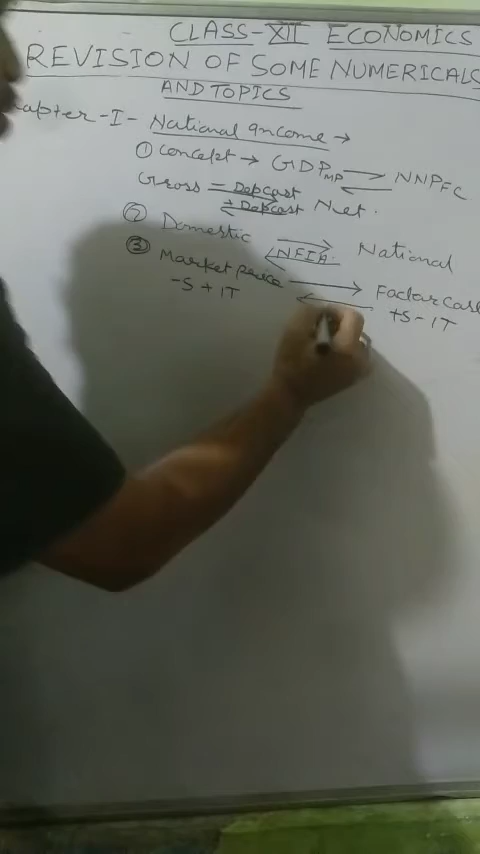 CLASS-XII ECONOMICS
REVISION OF SOME NUMERICALS
AND TOPICS
hapter-I- National Income →
① Concept → GDPMP ⇄ NNPFC
Gross = - Depcost
+ Depcost Net.
② Domestic NFIA National
③ Market price → Factor Cost
-S + IT +S - IT